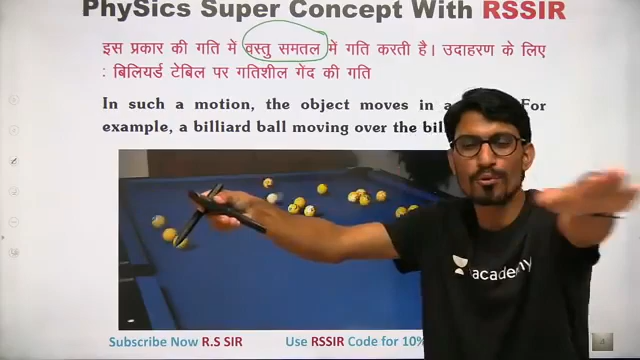 PhySics Super Concept With RSSIR
इस प्रकार की गति में वस्तु समतल में गति करती है। उदाहरण के लिए
: बिलियर्ड टेबिल पर गतिशील गेंद की गति
In such a motion, the object moves in a For
example, a billiard ball moving over the
academy
Subscribe Now R.S SIR Use RSSIR Code for 10%